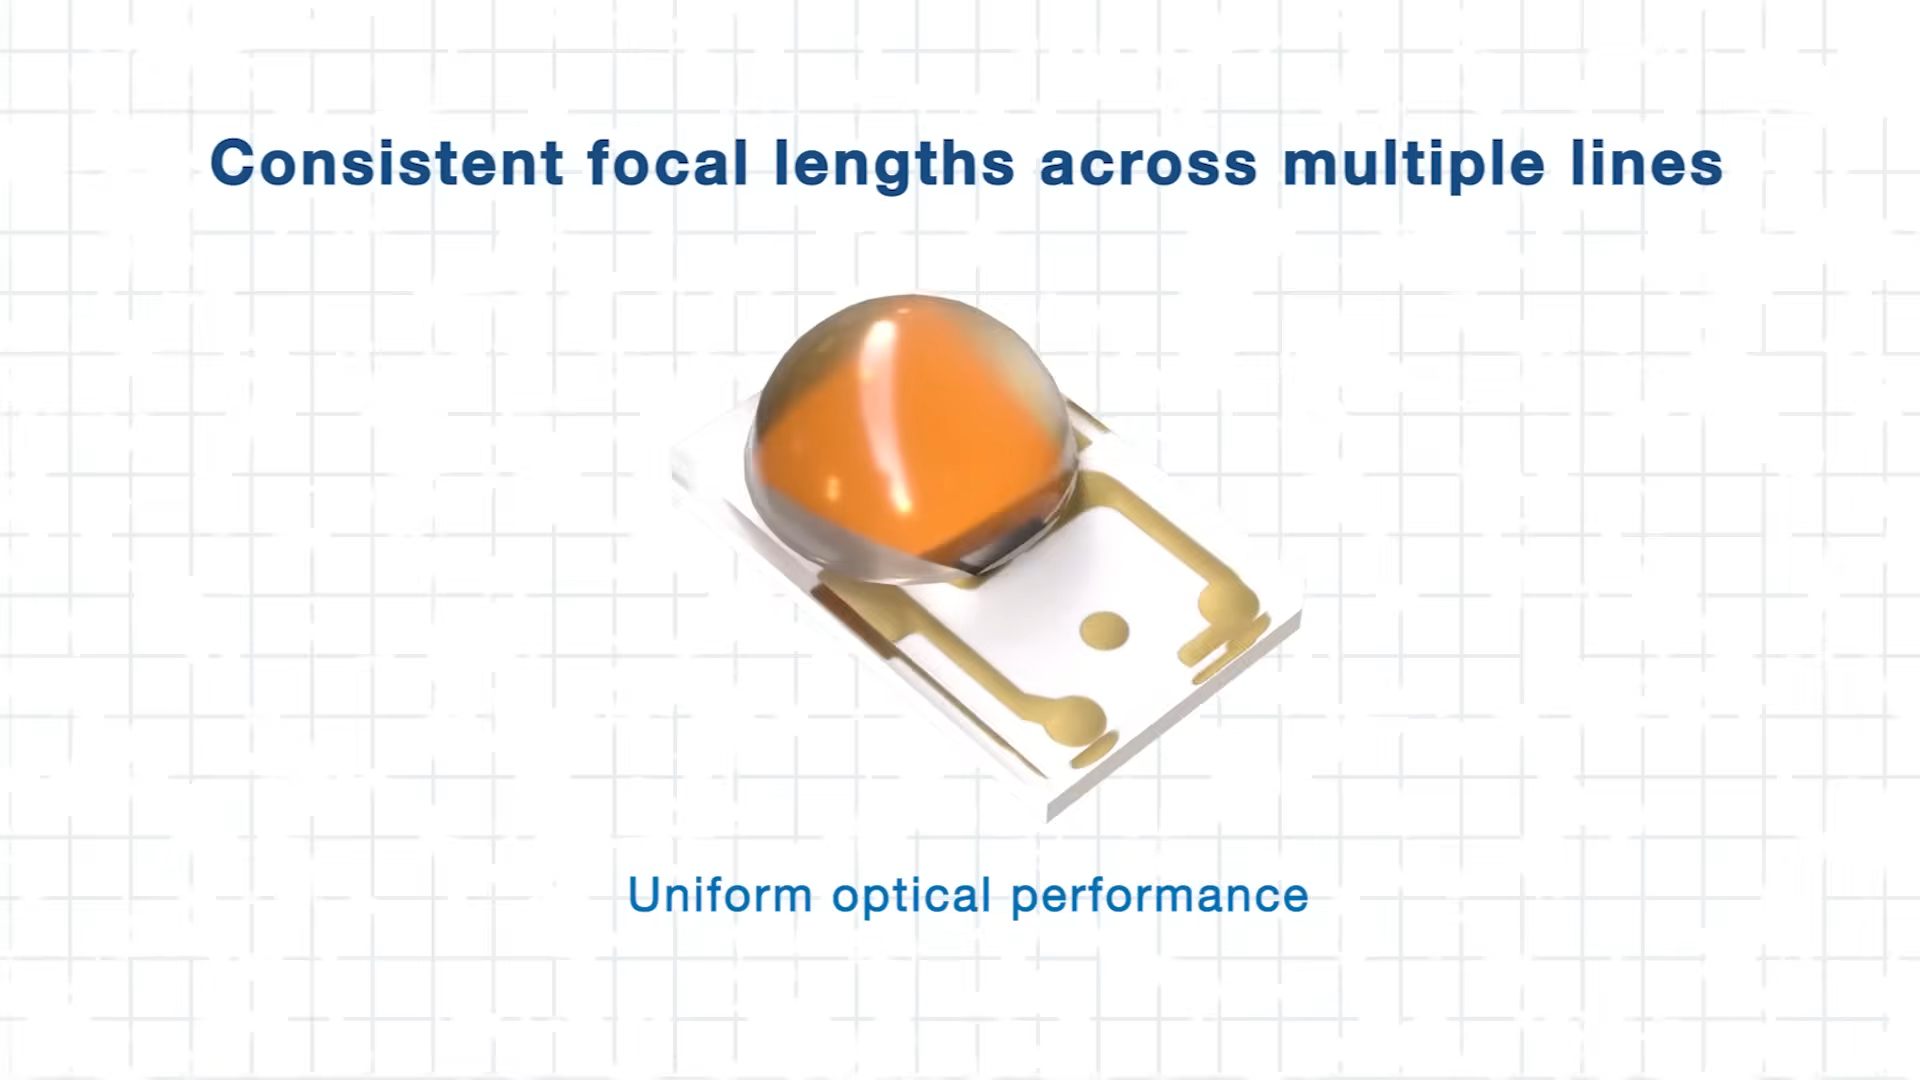 Consistent focal lengths across multiple lines
Uniform optical performance